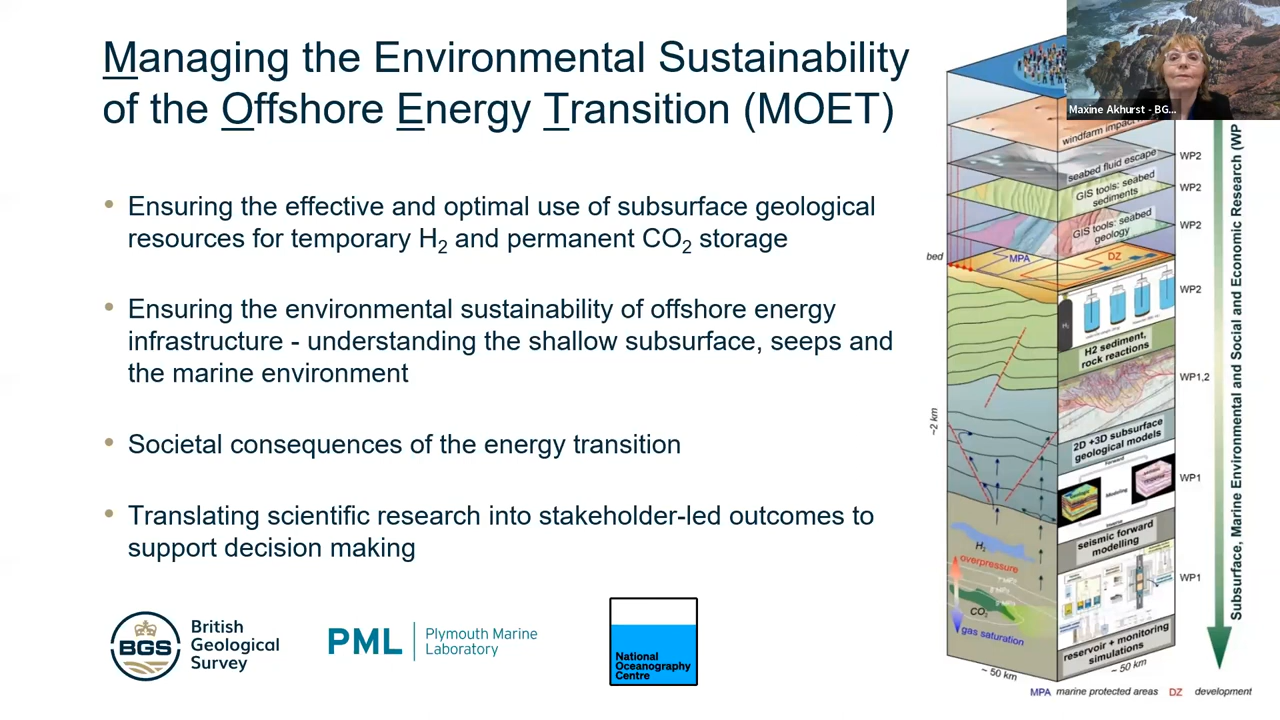 Managing the Environmental Sustainability
of the Offshore Energy Transition (MOET)
• Ensuring the effective and optimal use of subsurface geological
resources for temporary H2 and permanent CO2 storage
• Ensuring the environmental sustainability of offshore energy
infrastructure - understanding the shallow subsurface, seeps and
the marine environment
• Societal consequences of the energy transition
• Translating scientific research into stakeholder-led outcomes to
support decision making
BGS
British
Geological
Survey
PML
Plymouth Marine
Laboratory
National
Oceanography
Centre
Maxine Akhurst - BG...
windfarm impact
seabed fluid escape
WP2
GIS tools: seabed
sediments
WP2
GIS tools: seabed
geology
WP2
bed
MPA
DZ
WP2
H2
H2 sediment,
rock reactions
WP1,2
~2 km
2D +3D subsurface
geological models
Forward
Modelling
Inverse
WP1
seismic forward
modelling
H2
overpressure
WP1
CO2
gas saturation
reservoir + monitoring
simulations
~ 50 km
~ 50 km
MPA marine protected areas DZ development
Subsurface, Marine Environmental and Social and Economic Research (WP